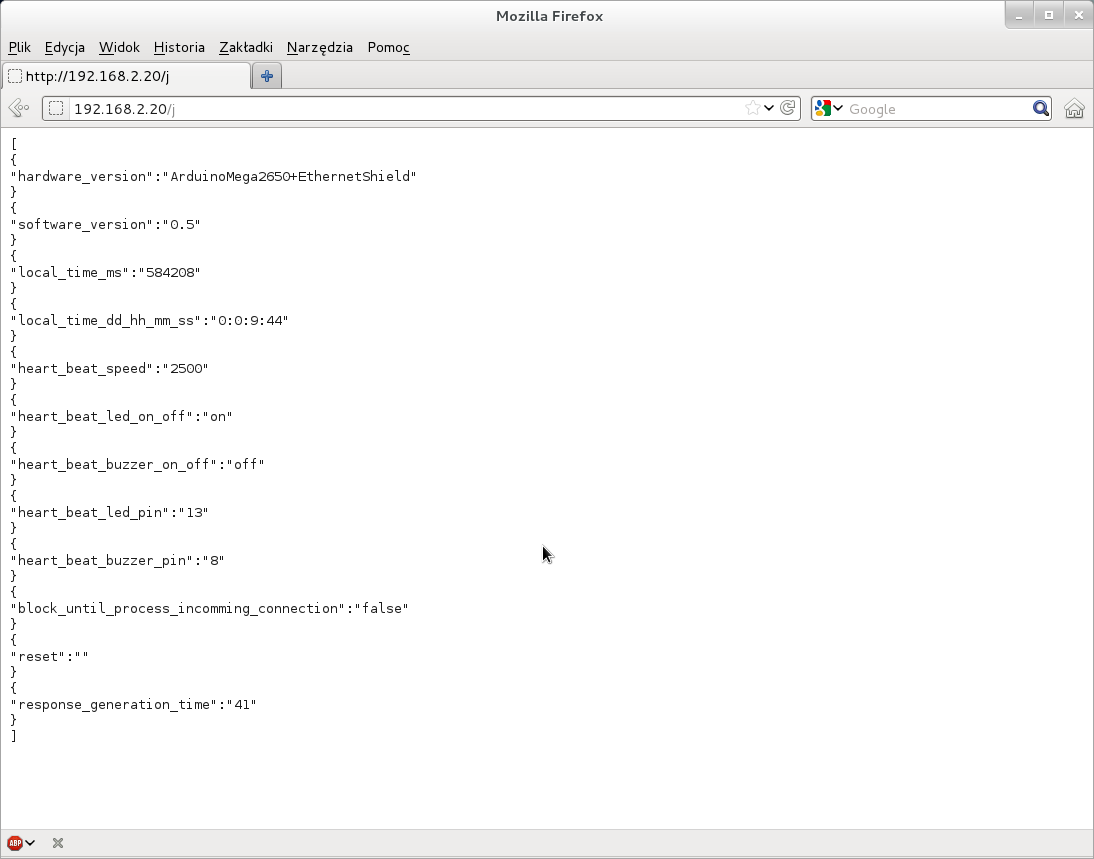 Mozilla Firefox
Plik Edycja Widok Historia Zakładki Narzędzia Pomoc
http://192.168.2.20/j
192.168.2.20/j Google
[
{
"hardware_version":"ArduinoMega2650+EthernetShield"
}
{
"software_version":"0.5"
}
{
"local_time_ms":"584208"
}
{
"local_time_dd_hh_mm_ss":"0:0:9:44"
}
{
"heart_beat_speed":"2500"
}
{
"heart_beat_led_on_off":"on"
}
{
"heart_beat_buzzer_on_off":"off"
}
{
"heart_beat_led_pin":"13"
}
{
"heart_beat_buzzer_pin":"8"
}
{
"block_until_process_incomming_connection":"false"
}
{
"reset":""
}
{
"response_generation_time":"41"
}
]
ABP